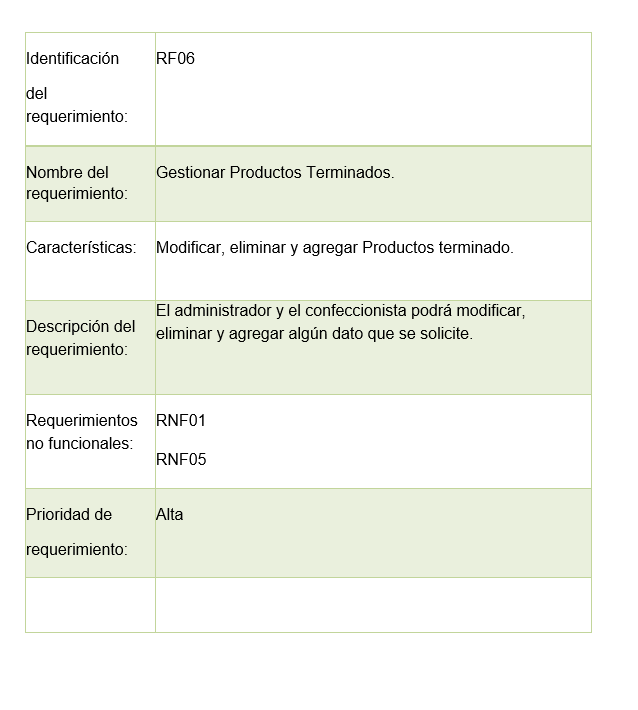 Identificación
del
requerimiento:
RF06
Nombre del
requerimiento:
Gestionar Productos Terminados.
Características:
Modificar, eliminar y agregar Productos terminado.
Descripción del
requerimiento:
El administrador y el confeccionista podrá modificar,
eliminar y agregar algún dato que se solicite.
Requerimientos
no funcionales:
RNF01
RNF05
Prioridad de
requerimiento:
Alta